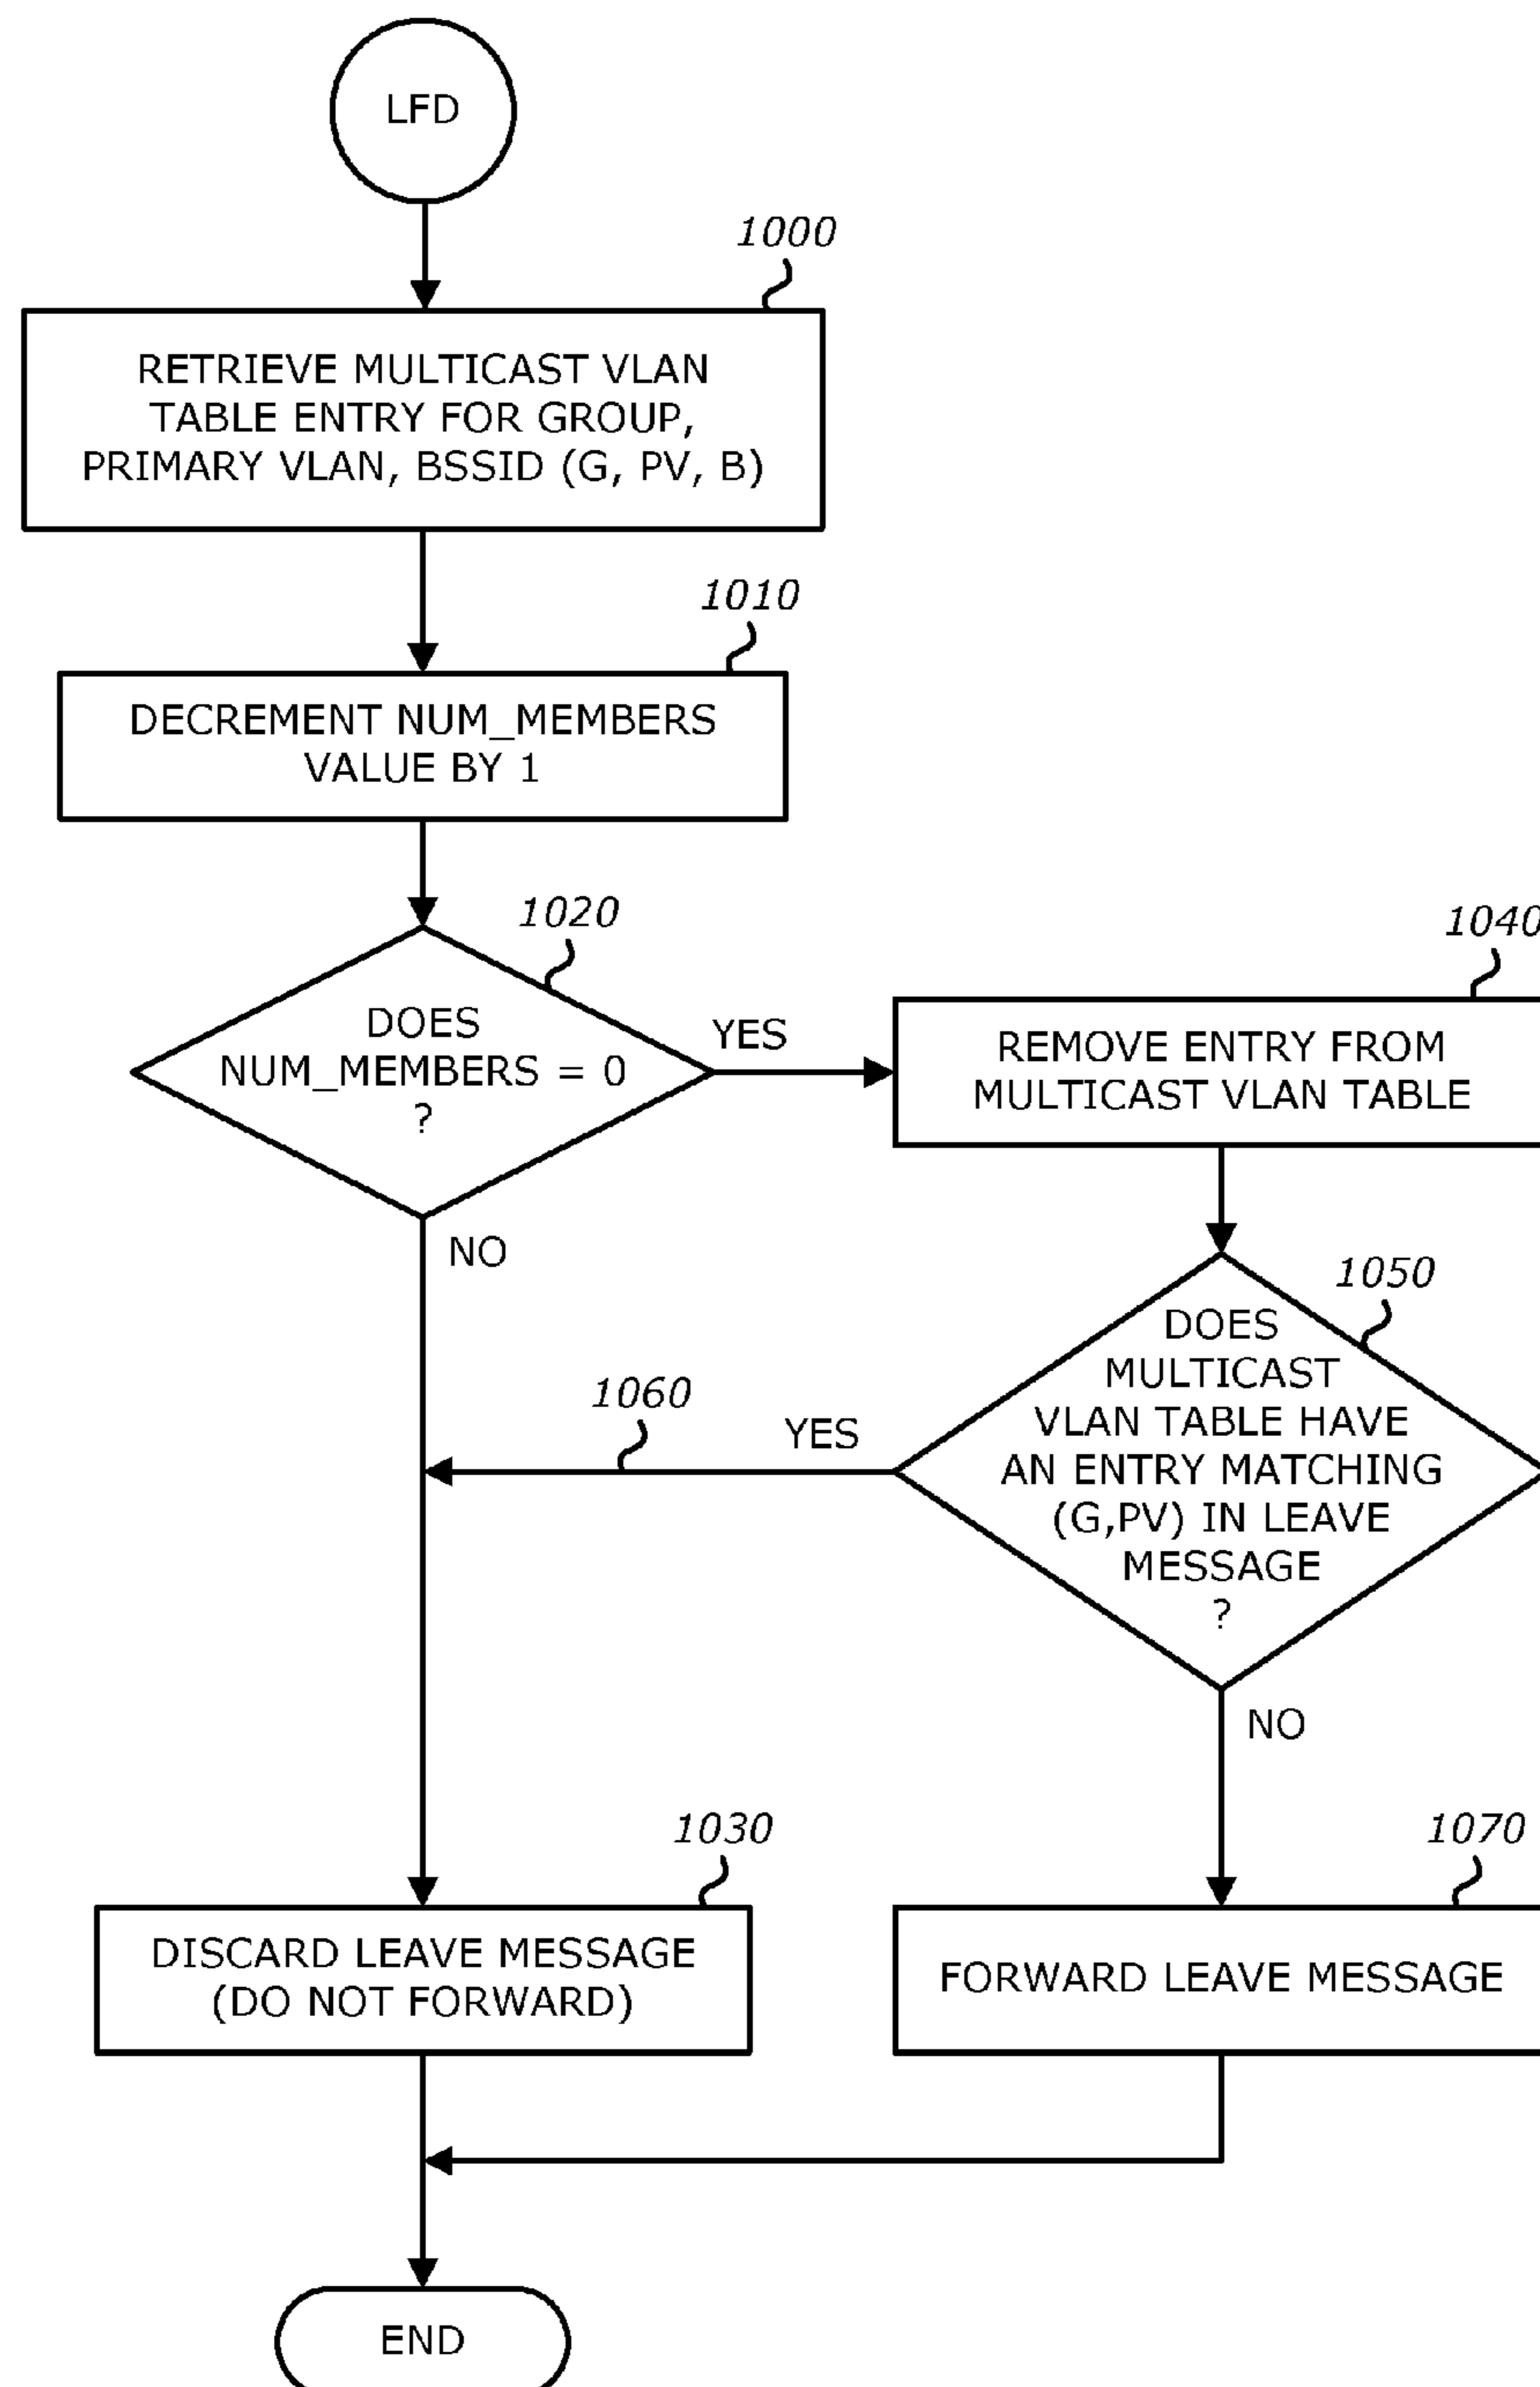 LFD
1000
RETRIEVE MULTICAST VLAN
TABLE ENTRY FOR GROUP,
PRIMARY VLAN, BSSID (G, PV, B)
1010
DECREMENT NUM_MEMBERS
VALUE BY 1
1020
DOES
NUM_MEMBERS = 0
?
YES
NO
1040
REMOVE ENTRY FROM
MULTICAST VLAN TABLE
1050
DOES
MULTICAST
VLAN TABLE HAVE
AN ENTRY MATCHING
(G,PV) IN LEAVE
MESSAGE
?
1060
YES
NO
1030
DISCARD LEAVE MESSAGE
(DO NOT FORWARD)
1070
FORWARD LEAVE MESSAGE
END